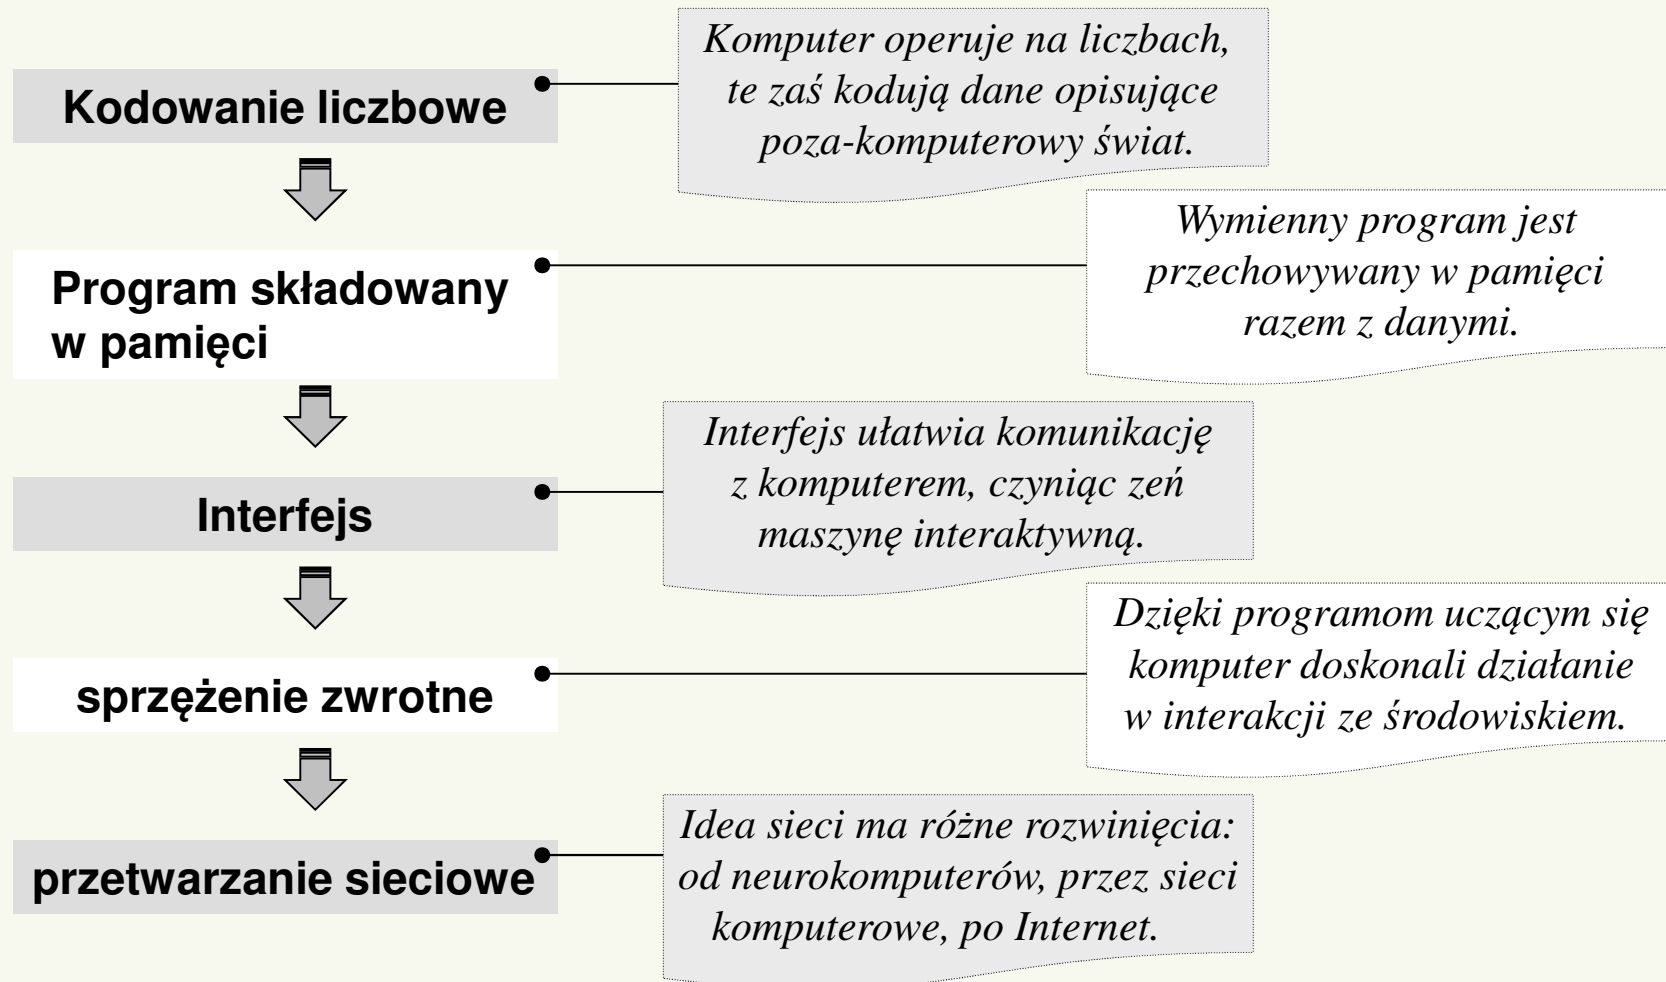 Kodowanie liczbowe
Komputer operuje na liczbach,
te zaś kodują dane opisujące
poza-komputerowy świat.
Program składowany
w pamięci
Wymienny program jest
przechowywany w pamięci
razem z danymi.
Interfejs
Interfejs ułatwia komunikację
z komputerem, czyniąc zeń
maszynę interaktywną.
sprzężenie zwrotne
Dzięki programom uczącym się
komputer doskonali działanie
w interakcji ze środowiskiem.
przetwarzanie sieciowe
Idea sieci ma różne rozwinięcia:
od neurokomputerów, przez sieci
komputerowe, po Internet.